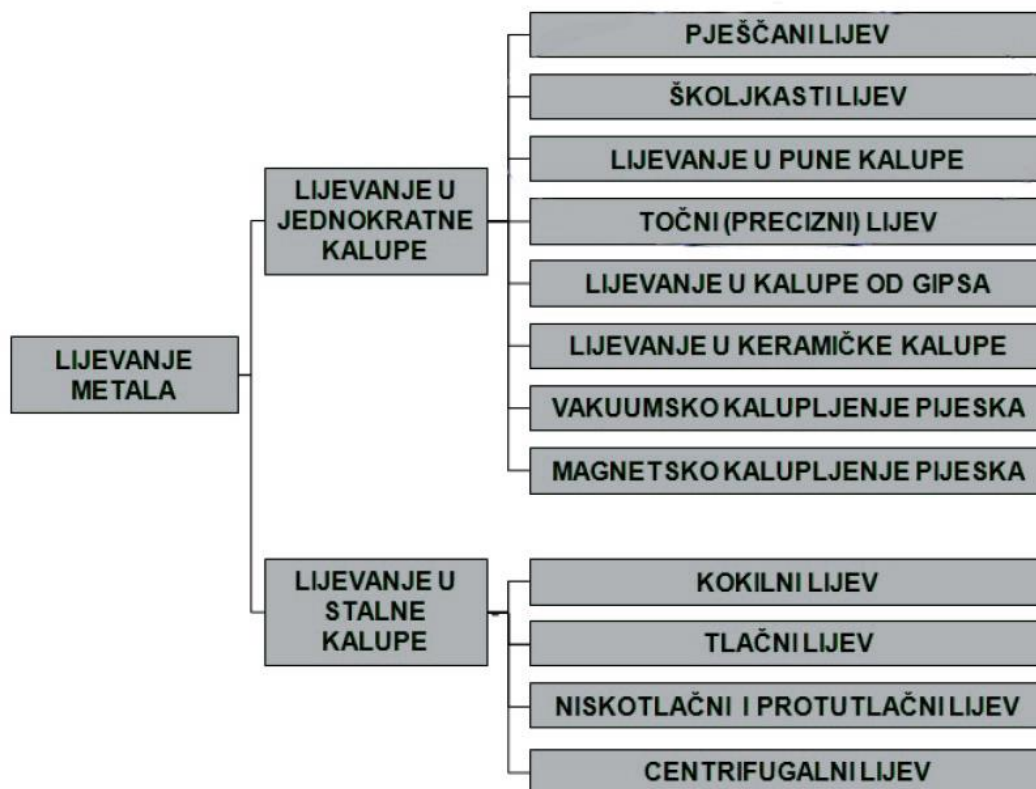 LIJEVANJE
METALA
LIJEVANJE U
JEDNOKRATNE
KALUPE
PJEŠČANI LIJEV
ŠKOLJKASTI LIJEV
LIJEVANJE U PUNE KALUPE
TOČNI (PRECIZNI) LIJEV
LIJEVANJE U KALUPE OD GIPSA
LIJEVANJE U KERAMIČKE KALUPE
VAKUUMSKO KALUPLJENJE PIJESKA
MAGNETSKO KALUPLJENJE PIJESKA
LIJEVANJE U
STALNE
KALUPE
KOKILNI LIJEV
TLAČNI LIJEV
NISKOTLAČNI I PROTUTLAČNI LIJEV
CENTRIFUGALNI LIJEV